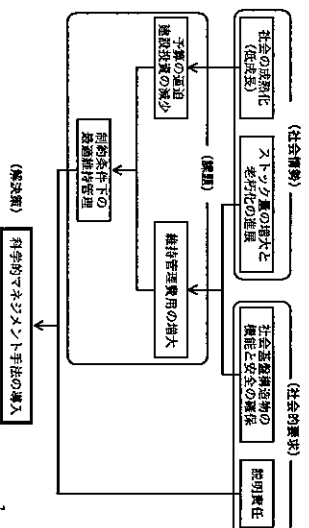 (社会情勢)
社会の成熟化
(低成長)
ストック量の増大と
老朽化の進展
(社会的要求)
社会基盤構造物の
機能と安全の確保
説明責任
(課題)
予算の逼迫
建設投資の減少
維持管理費用の増大
制約条件下の
最適維持管理
(解決策)
科学的マネジメント手法の導入